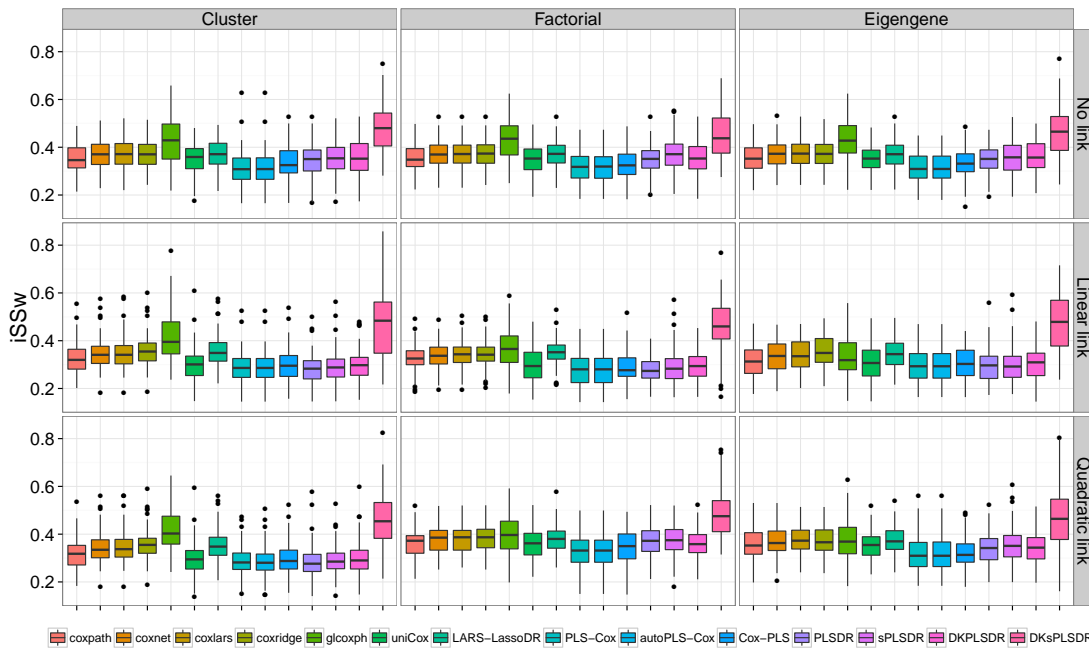 Cluster Factorial Eigengene
0.8
0.6
0.4
0.2
No link
0.8
0.6
0.4
0.2
Linear link
0.8
0.6
0.4
0.2
Quadratic link
iSSw
coxpath coxnet coxlars coxridge glcoxph uniCox LARS−LassoDR PLS−Cox autoPLS−Cox Cox−PLS PLSDR sPLSDR DKPLSDR DKsPLSDR